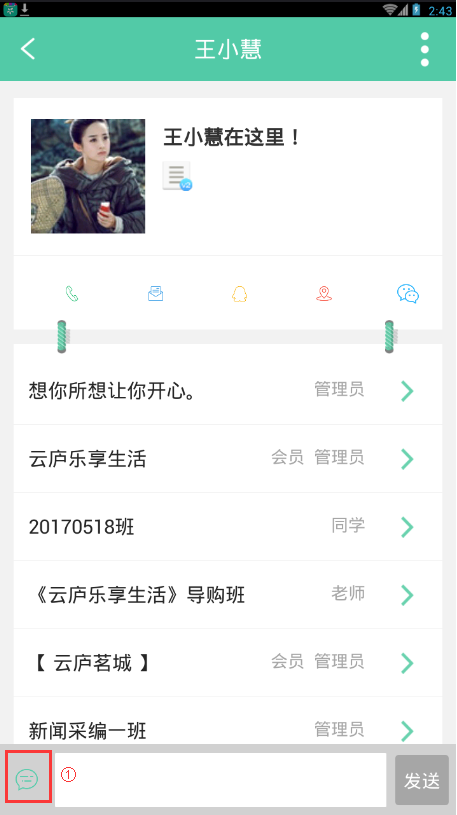 2:43
王小慧
王小慧在这里！
V2
想你所想让你开心。 管理员
云庐乐享生活 会员 管理员
20170518班 同学
《云庐乐享生活》导购班 老师
【 云庐茗城 】 会员 管理员
新闻采编一班 管理员
① 发送